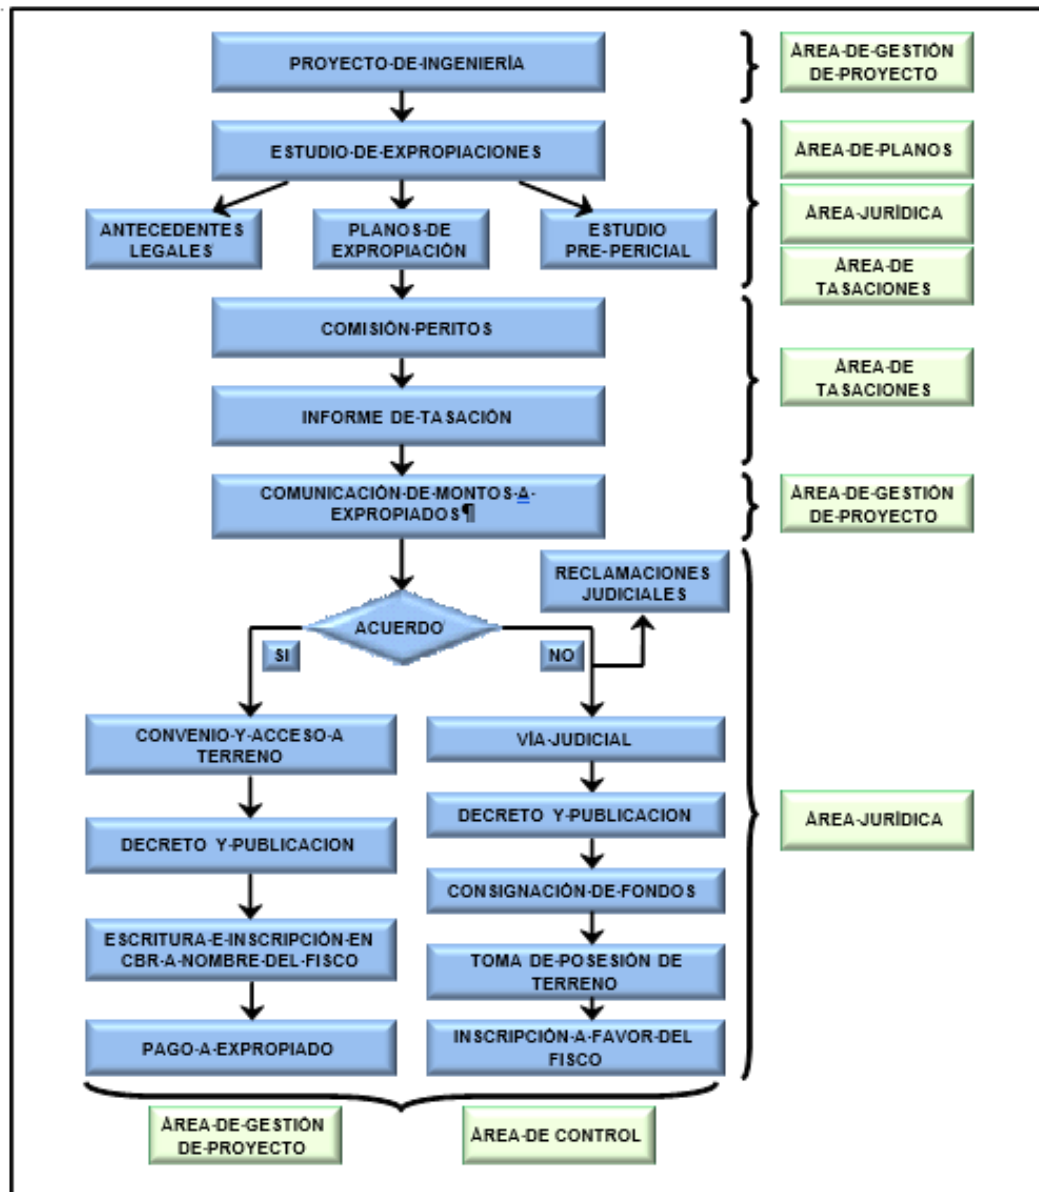 PROYECTO·DE·INGENIERÍA
ÁREA·DE·GESTIÓN
DE·PROYECTO
ESTUDIO·DE·EXPROPIACIONES
ÁREA·DE·PLANOS
ANTECEDENTES
LEGALES
PLANOS·DE
EXPROPIACIÓN
ESTUDIO
PRE·PERICIAL
ÁREA·JURÍDICA
ÁREA·DE
TASACIONES
COMISIÓN·PERITOS
INFORME DE·TASACIÓN
ÁREA·DE
TASACIONES
COMUNICACIÓN·DE·MONTOS·A·
EXPROPIADOS¶
ÁREA·DE·GESTIÓN
DE·PROYECTO
RECLAMACIONES
JUDICIALES
ACUERDO
SI
NO
CONVENIO·Y·ACCESO·A
TERRENO
VÍA·JUDICIAL
DECRETO Y·PUBLICACION
DECRETO Y·PUBLICACION
ÁREA·JURÍDICA
CONSIGNACIÓN·DE·FONDOS
ESCRITURA·E·INSCRIPCIÓN·EN
CBR·A·NOMBRE·DEL·FISCO
TOMA DE·POSESIÓN DE
TERRENO
PAGO·A·EXPROPIADO
INSCRIPCIÓN·A·FAVOR·DEL
FISCO
ÁREA·DE·GESTIÓN
DE·PROYECTO
ÁREA·DE CONTROL